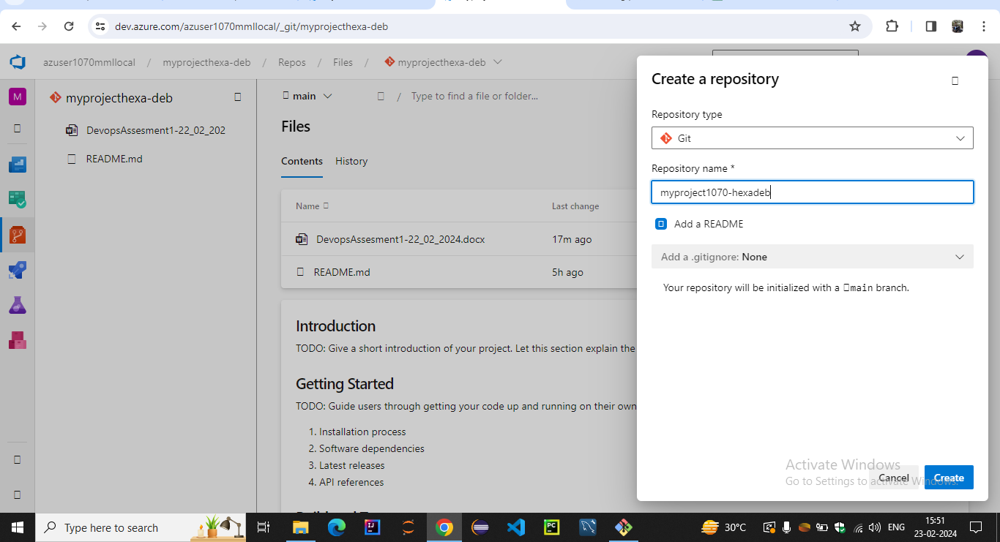 dev.azure.com/azuser1070mmllocal/_git/myprojecthexa-deb
azuser1070mmllocal / myprojecthexa-deb / Repos / Files / myprojecthexa-deb
M
myprojecthexa-deb
DevopsAssesment1-22_02_202
README.md
main
/ Type to find a file or folder...
Files
Contents History
Name Last change
DevopsAssesment1-22_02_2024.docx 17m ago
README.md 5h ago
Introduction
TODO: Give a short introduction of your project. Let this section explain the
Getting Started
TODO: Guide users through getting your code up and running on their own
1. Installation process
2. Software dependencies
3. Latest releases
4. API references
Create a repository
Repository type
Git
Repository name *
myproject1070-hexadeb
Add a README
Add a .gitignore: None
Your repository will be initialized with a main branch.
Activate Windows
Go to Settings to activate Windows.
Cancel Create
Type here to search
30°C
ENG
15:51
23-02-2024